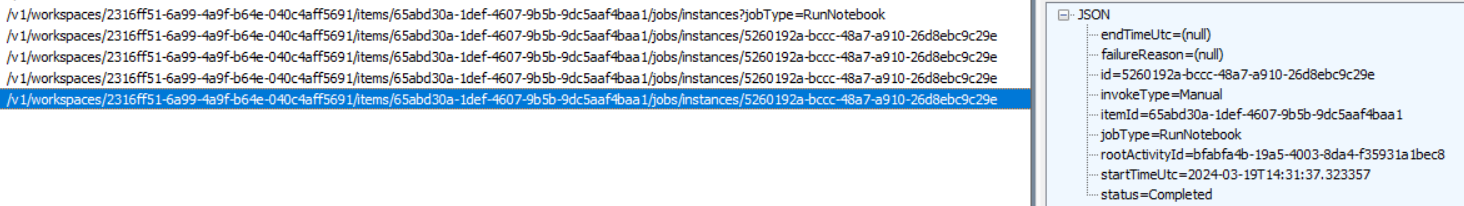 /v1/workspaces/2316ff51-6a99-4a9f-b64e-040c4aff5691/items/65abd30a-1def-4607-9b5b-9dc5aaf4baa1/jobs/instances?jobType=RunNotebook
/v1/workspaces/2316ff51-6a99-4a9f-b64e-040c4aff5691/items/65abd30a-1def-4607-9b5b-9dc5aaf4baa1/jobs/instances/5260192a-bccc-48a7-a910-26d8ebc9c29e
/v1/workspaces/2316ff51-6a99-4a9f-b64e-040c4aff5691/items/65abd30a-1def-4607-9b5b-9dc5aaf4baa1/jobs/instances/5260192a-bccc-48a7-a910-26d8ebc9c29e
/v1/workspaces/2316ff51-6a99-4a9f-b64e-040c4aff5691/items/65abd30a-1def-4607-9b5b-9dc5aaf4baa1/jobs/instances/5260192a-bccc-48a7-a910-26d8ebc9c29e
/v1/workspaces/2316ff51-6a99-4a9f-b64e-040c4aff5691/items/65abd30a-1def-4607-9b5b-9dc5aaf4baa1/jobs/instances/5260192a-bccc-48a7-a910-26d8ebc9c29e
JSON
endTimeUtc=(null)
failureReason=(null)
id=5260192a-bccc-48a7-a910-26d8ebc9c29e
invokeType=Manual
itemId=65abd30a-1def-4607-9b5b-9dc5aaf4baa1
jobType=RunNotebook
rootActivityId=bfabfa4b-19a5-4003-8da4-f35931a1bec8
startTimeUtc=2024-03-19T14:31:37.323357
status=Completed